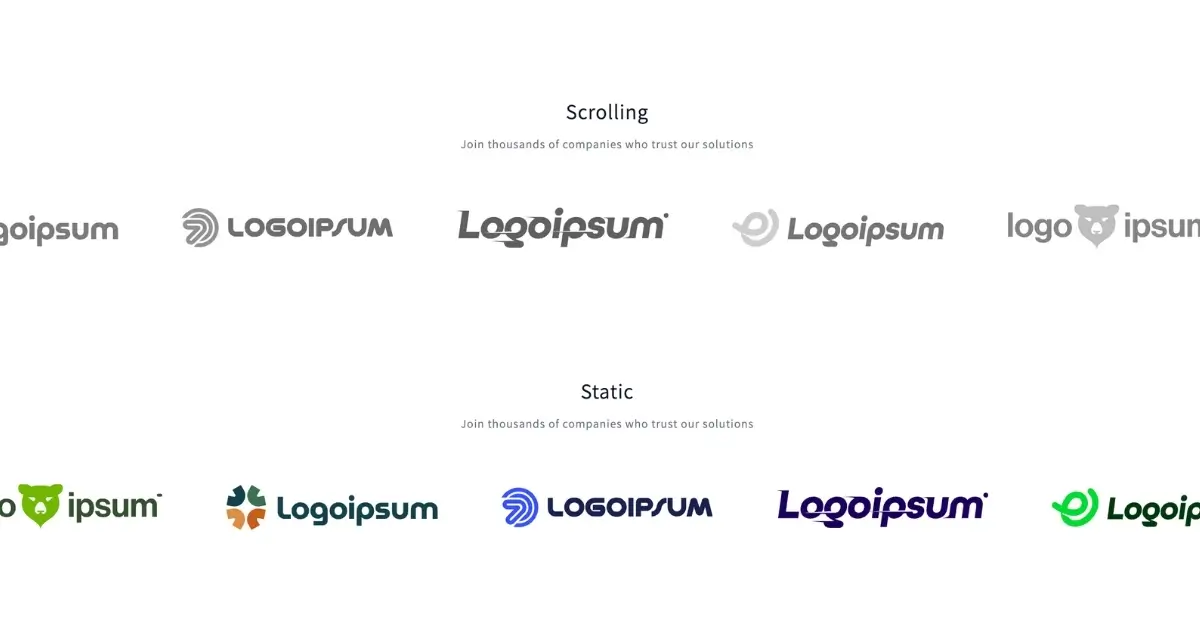 Scrolling
Join thousands of companies who trust our solutions
goipsum LOGOIPSUM Logoipsum Logoipsum logo ipsum
Static
Join thousands of companies who trust our solutions
o ipsum Logoipsum LOGOIPSUM Logoipsum Logoip